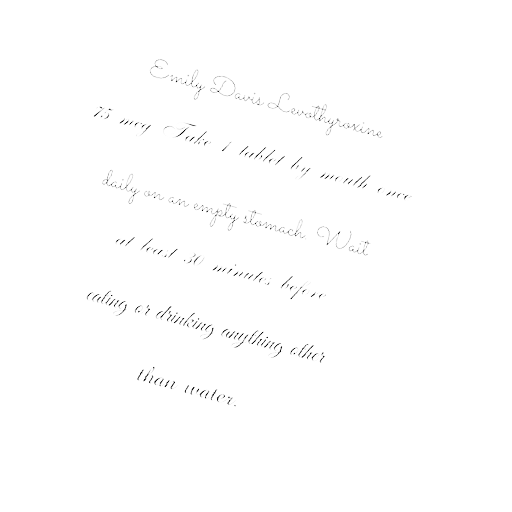 Emily Davis Levothyroxine
75 mcg Take 1 tablet by mouth once
daily on an empty stomach Wait
at least 30 minutes before
eating or drinking anything other
than water.